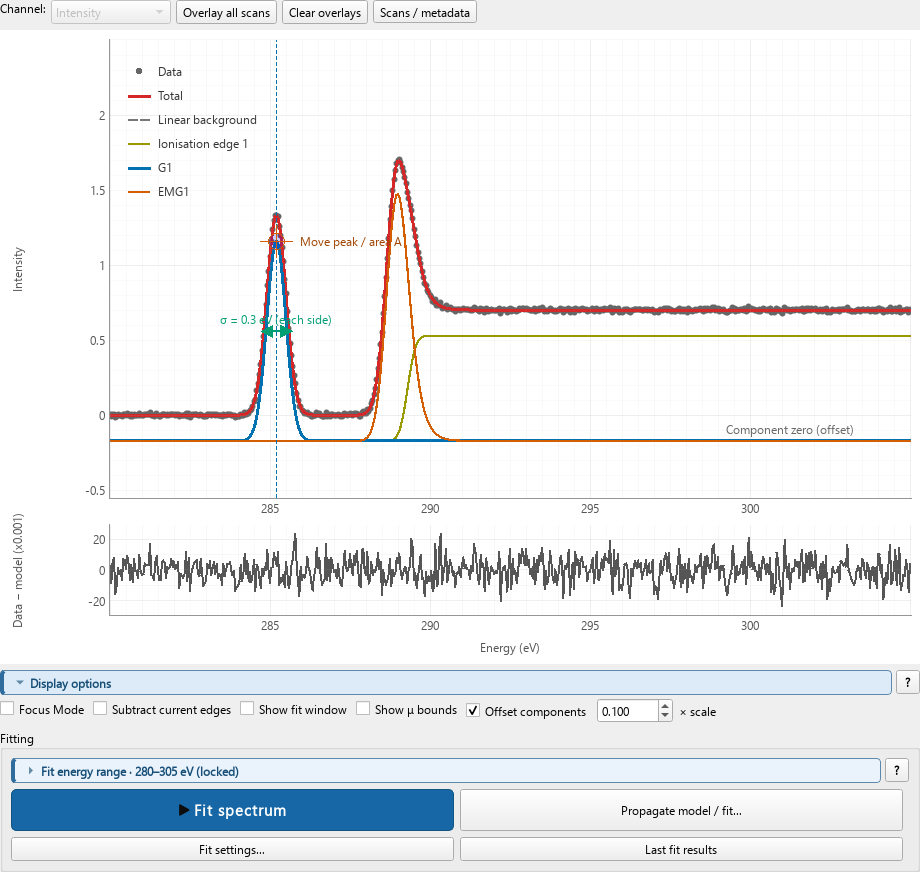 Channel: Intensity Overlay all scans Clear overlays Scans / metadata
Data
Total
Linear background
Ionisation edge 1
G1
EMG1
Move peak / area A
σ = 0.3 eV (each side)
Component zero (offset)
Intensity
2
1.5
1
0.5
0
-0.5
285 290 295 300
Data − model (x0.001)
20
0
-20
285 290 295 300
Energy (eV)
Display options ?
Focus Mode Subtract current edges Show fit window Show μ bounds Offset components 0.100 × scale
Fitting
Fit energy range · 280–305 eV (locked) ?
Fit spectrum Propagate model / fit...
Fit settings... Last fit results